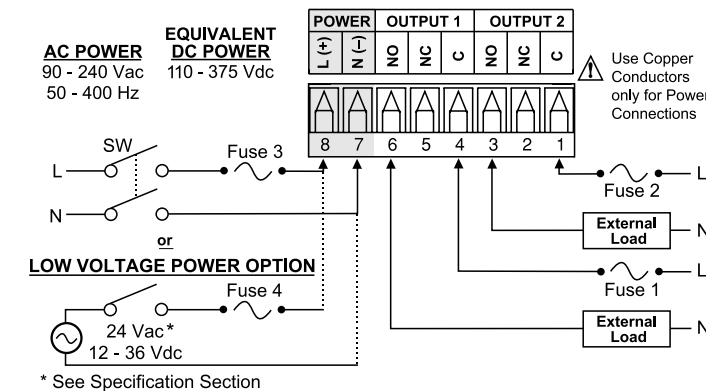 AC POWER
90 - 240 Vac
50 - 400 Hz
EQUIVALENT
DC POWER
110 - 375 Vdc
POWER OUTPUT 1 OUTPUT 2
L (+) N (−) NO NC C NO NC C
8 7 6 5 4 3 2 1
Use Copper
Conductors
only for Power
Connections
SW
L
Fuse 3
N
or
LOW VOLTAGE POWER OPTION
Fuse 4
24 Vac*
12 - 36 Vdc
* See Specification Section
L
Fuse 2
External
Load
N
L
Fuse 1
External
Load
N